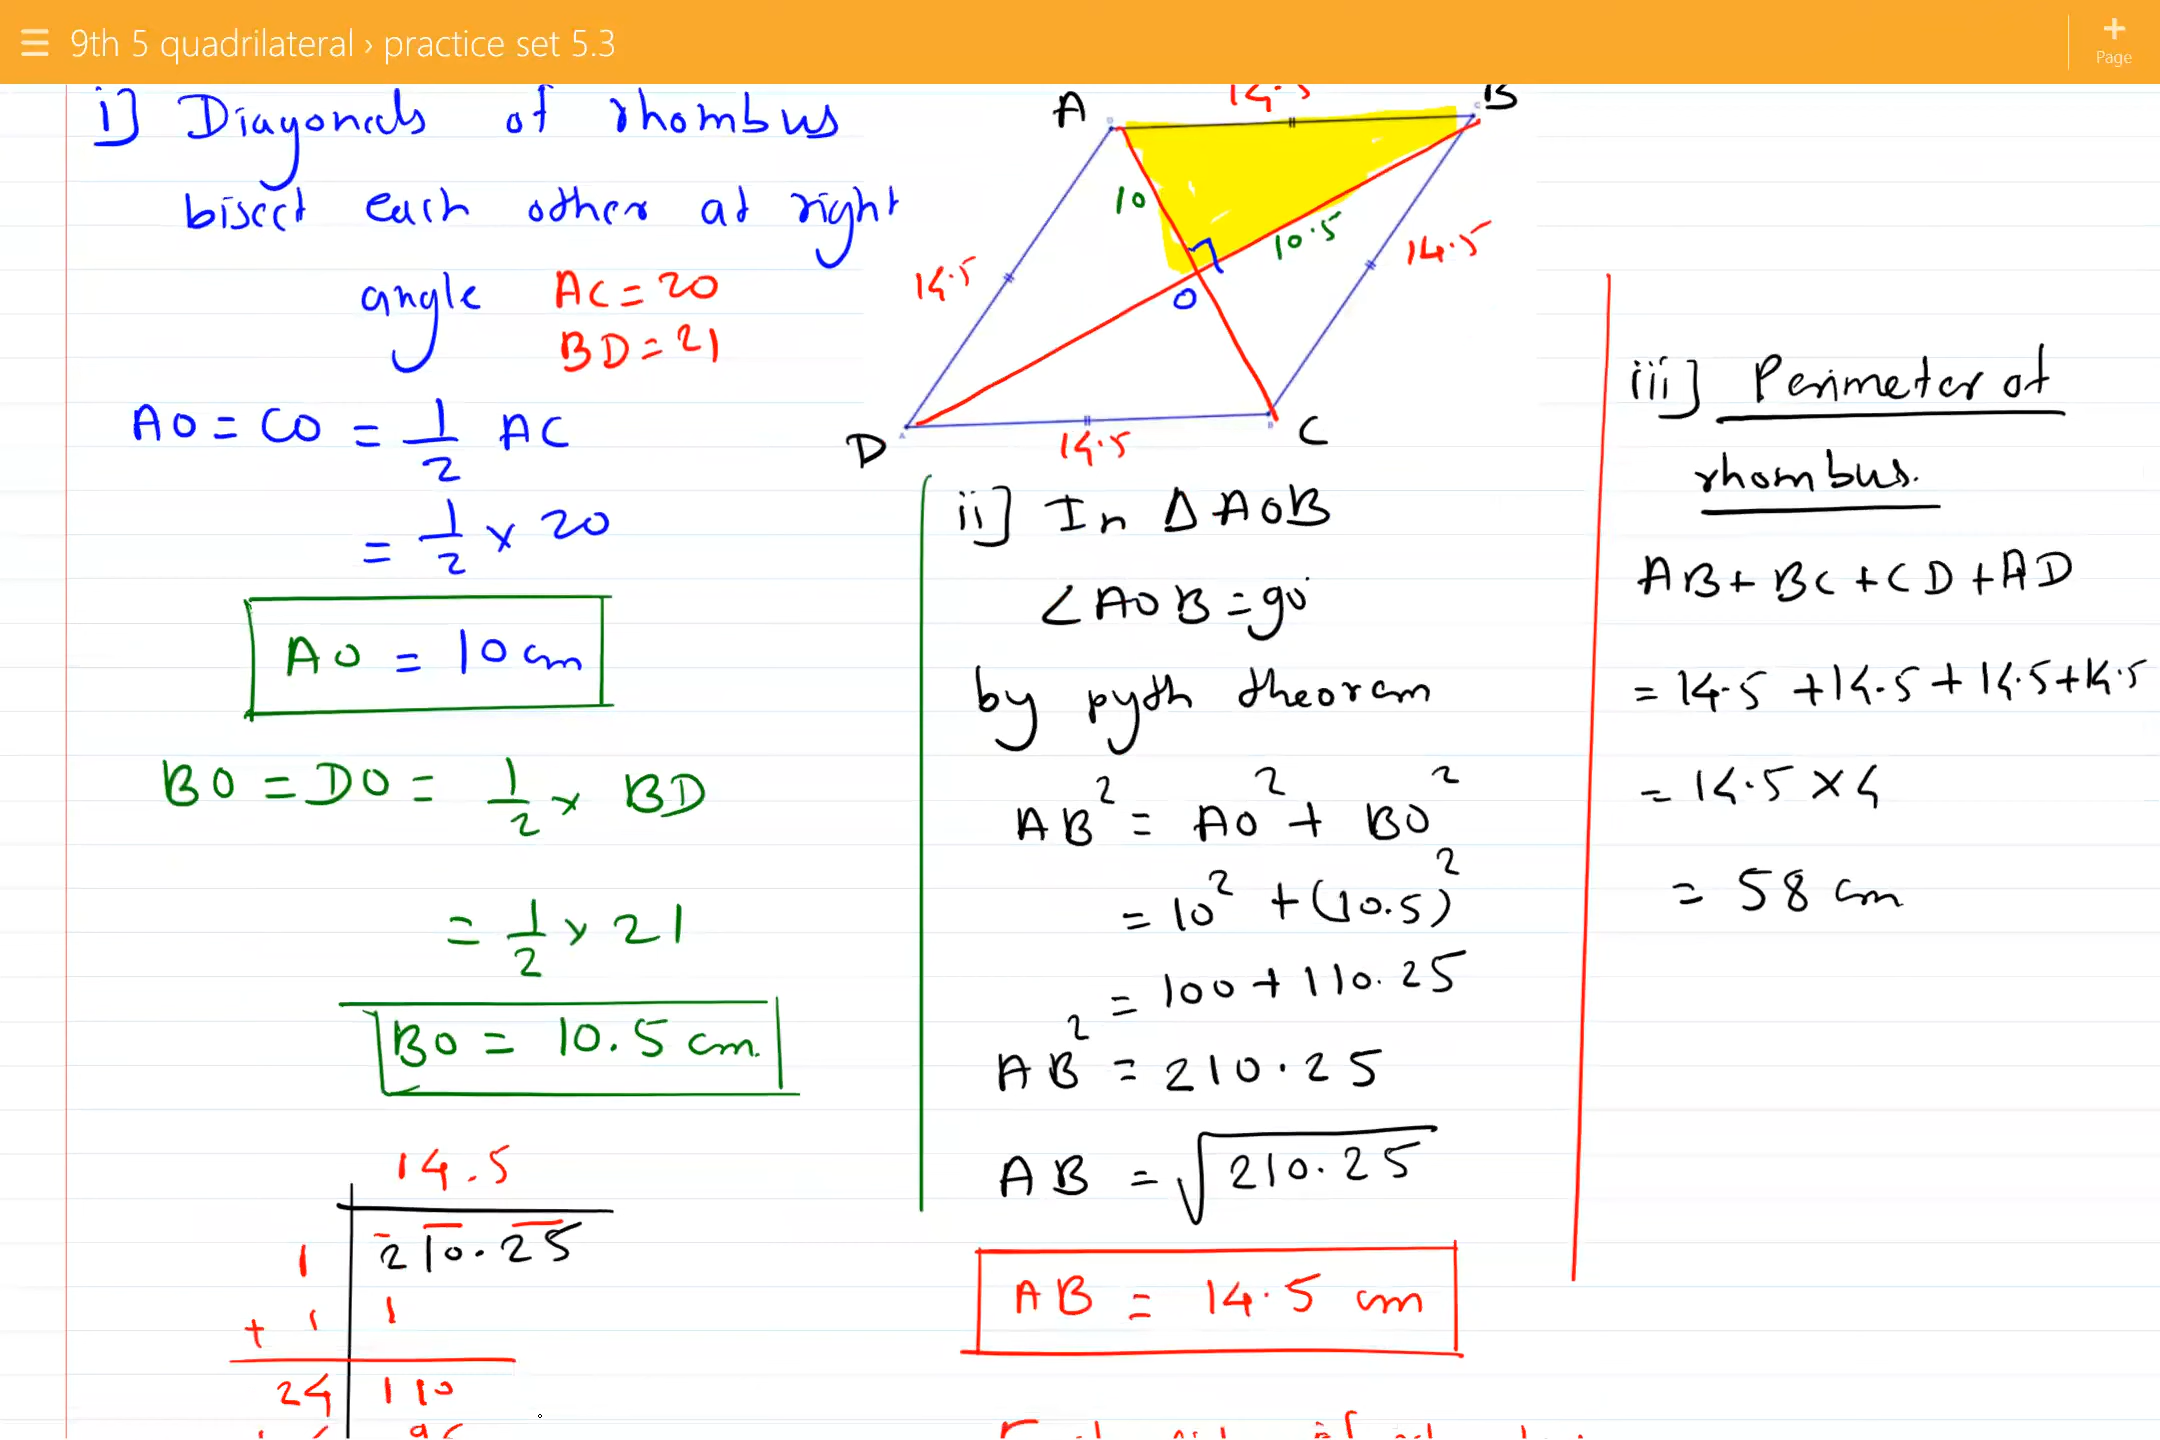 9th 5 quadrilateral › practice set 5.3
+
Page
i] Diagonals of rhombus
bisect each other at right
angle AC = 20
BD = 21
AO = CO = 1/2 AC
= 1/2 × 20
AO = 10 cm
BO = DO = 1/2 × BD
= 1/2 × 21
BO = 10.5 cm.
14.5
1 | 210.25
+ 1 | 1
24 | 110
A
14.5
B
10
10.5
14.5
14.5
O
D
14.5
C
ii] In Δ AOB
∠AOB = 90°
by pyth theorem
AB² = AO² + BO²
= 10² + (10.5)²
= 100 + 110.25
AB² = 210.25
AB = √210.25
AB = 14.5 cm
iii] Perimeter of
rhombus.
AB + BC + CD + AD
= 14.5 + 14.5 + 14.5 + 14.5
= 14.5 × 4
= 58 cm